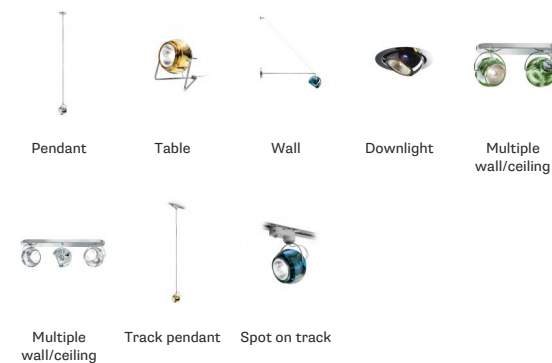 Pendant
Table
Wall
Downlight
Multiple
wall/ceiling
Multiple
wall/ceiling
Track pendant
Spot on track